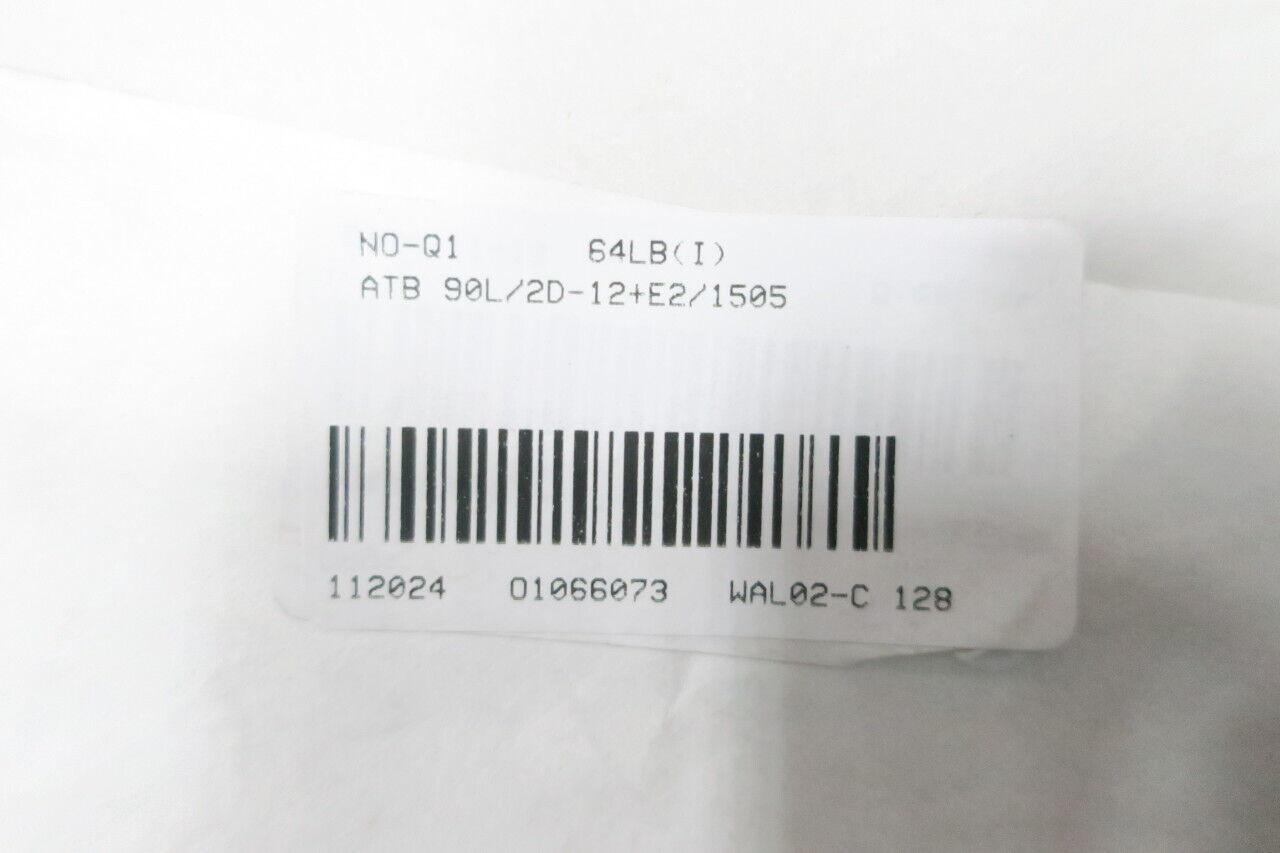 NO-Q1 64LB(I)
ATB 90L/2D-12+E2/1505
112024 01066073 WAL02-C 128